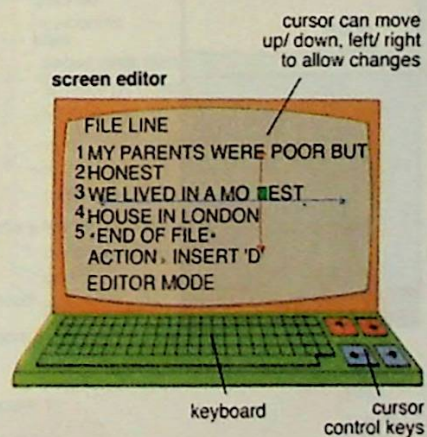 cursor can move
up/ down, left/ right
to allow changes
screen editor
FILE LINE
1 MY PARENTS WERE POOR BUT
2 HONEST
3 WE LIVED IN A MO EST
4 HOUSE IN LONDON
5 •END OF FILE•
ACTION. INSERT 'D'
EDITOR MODE
keyboard
cursor
control keys